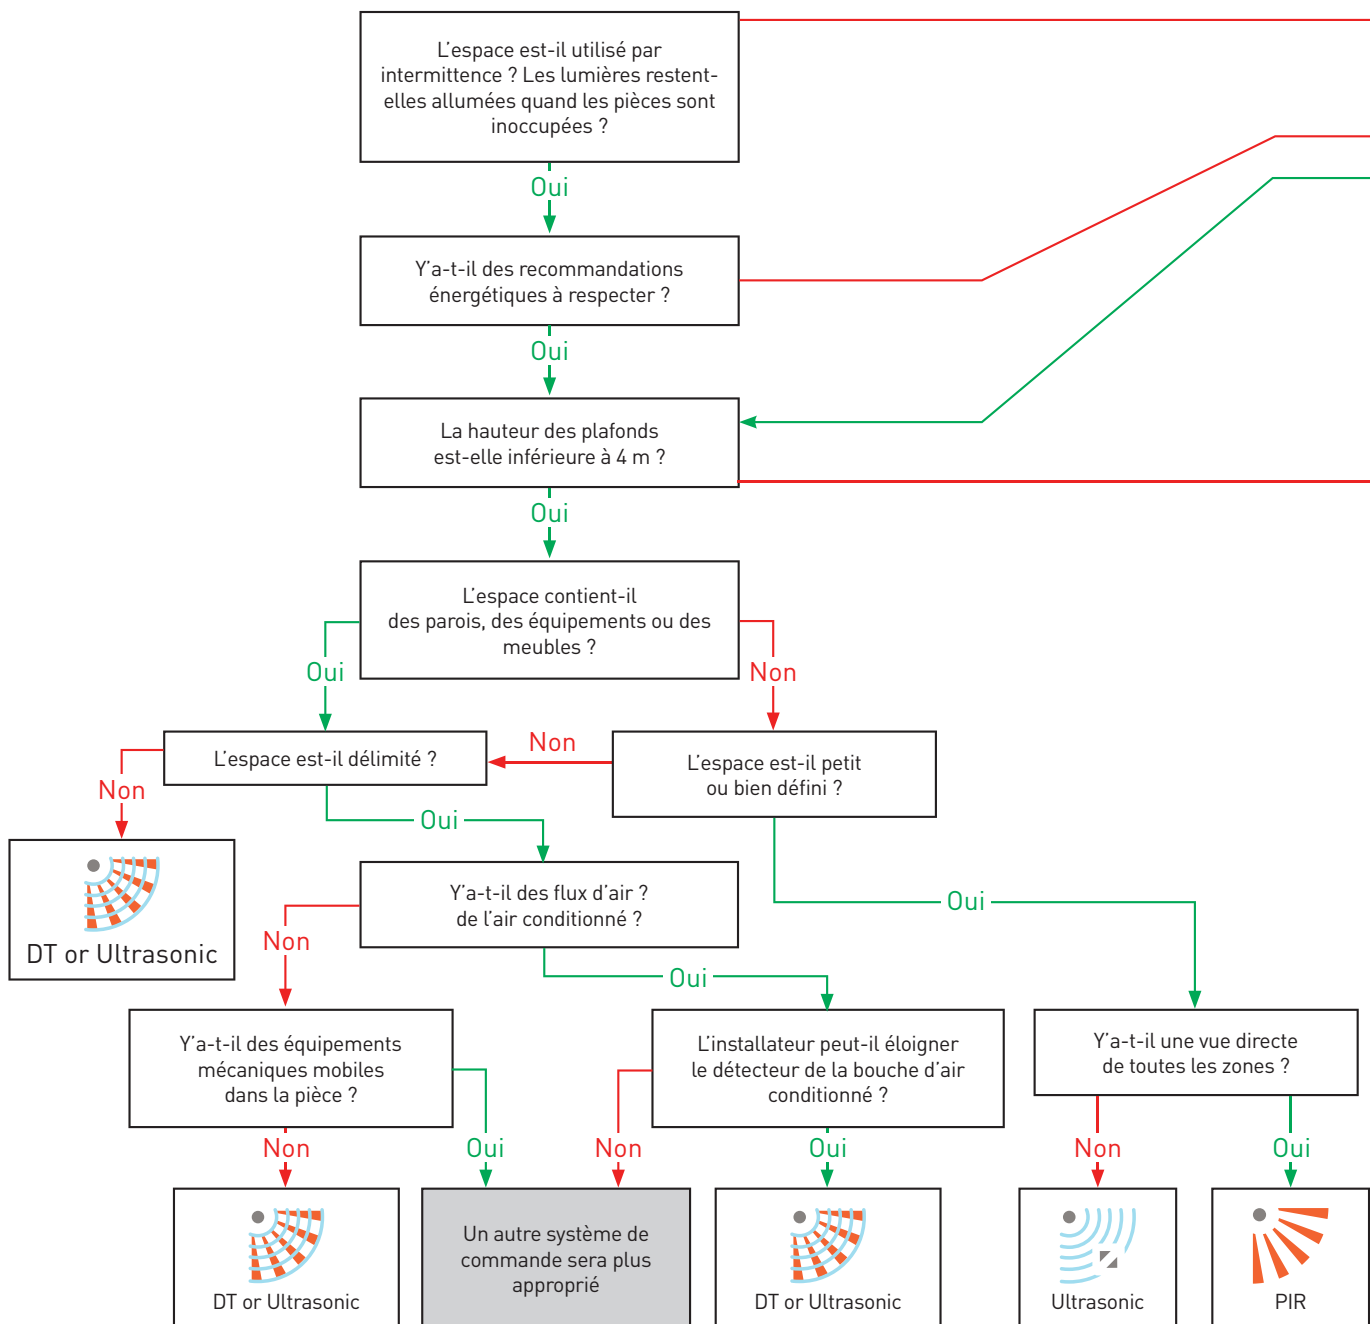 L'espace est-il utilisé par
intermittence ? Les lumières restent-
elles allumées quand les pièces sont
inoccupées ?
Oui
Y'a-t-il des recommandations
énergétiques à respecter ?
Oui
La hauteur des plafonds
est-elle inférieure à 4 m ?
Oui
L'espace contient-il
des parois, des équipements ou des
meubles ?
Oui
Non
L'espace est-il délimité ?
Non
L'espace est-il petit
ou bien défini ?
Non
Oui
DT or Ultrasonic
Y'a-t-il des flux d'air ?
de l'air conditionné ?
Oui
Non
Oui
Y'a-t-il des équipements
mécaniques mobiles
dans la pièce ?
L'installateur peut-il éloigner
le détecteur de la bouche d'air
conditionné ?
Y'a-t-il une vue directe
de toutes les zones ?
Non
Oui
Non
Oui
Non
Oui
DT or Ultrasonic
Un autre système de
commande sera plus
approprié
DT or Ultrasonic
Ultrasonic
PIR